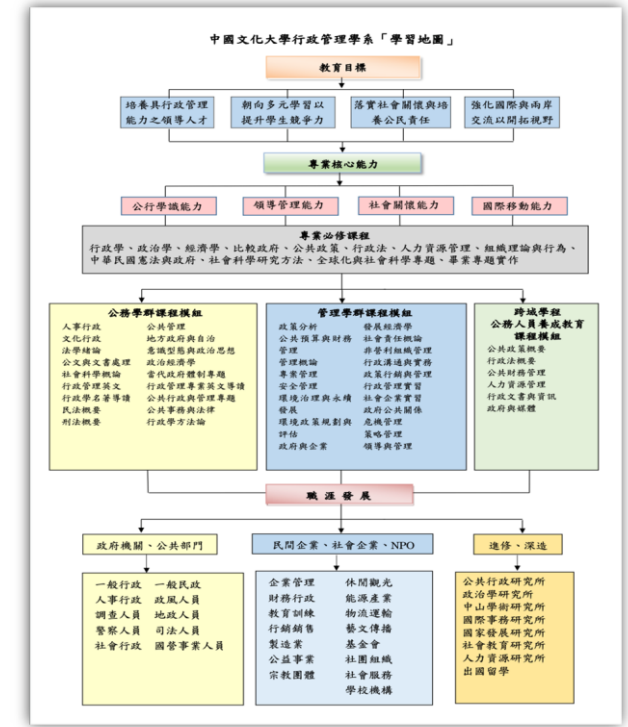 中國文化大學行政管理學系「學習地圖」
教育目標
培養具行政管理
能力之領導人才
朝向多元學習以
提升學生競爭力
落實社會關懷與培
養公民責任
強化國際與兩岸
交流以開拓視野
專業核心能力
公行學識能力
領導管理能力
社會關懷能力
國際移動能力
專業必修課程
行政學、政治學、經濟學、比較政府、公共政策、行政法、人力資源管理、組織理論與行為、
中華民國憲法與政府、社會科學研究方法、全球化與社會科學專題、畢業專題實作
公務學群課程模組
人事行政
文化行政
法學緒論
公文與文書處理
社會科學概論
行政管理英文
行政學名著導讀
民法概要
刑法概要
公共管理
地方政府與自治
意識型態與政治思想
政治經濟學
當代政府體制專題
行政管理專業英文導讀
公共行政與管理專題
公共事務與法律
行政學方法論
管理學群課程模組
政策分析
公共預算與財務
管理
管理概論
專案管理
安全管理
環境治理與永續
發展
環境政策規劃與
評估
政府與企業
發展經濟學
社會責任概論
非營利組織管理
行政溝通與實務
政策行銷與管理
行政管理實習
社會企業實習
政府公共關係
危機管理
策略管理
領導與管理
跨域學程
公務人員養成教育
課程模組
公共政策概要
行政法概要
公共財務管理
人力資源管理
行政文書與資訊
政府與媒體
職涯發展
政府機關、公共部門
民間企業、社會企業、NPO
進修、深造
一般行政
人事行政
調查人員
警察人員
社會行政
一般民政
政風人員
地政人員
司法人員
國營事業人員
企業管理
財務行政
教育訓練
行銷銷售
製造業
公益事業
宗教團體
休閒觀光
能源產業
物流運輸
藝文傳播
基金會
社團組織
社會服務
學校機構
公共行政研究所
政治學研究所
中山學術研究所
國際事務研究所
國家發展研究所
社會教育研究所
人力資源研究所
出國留學